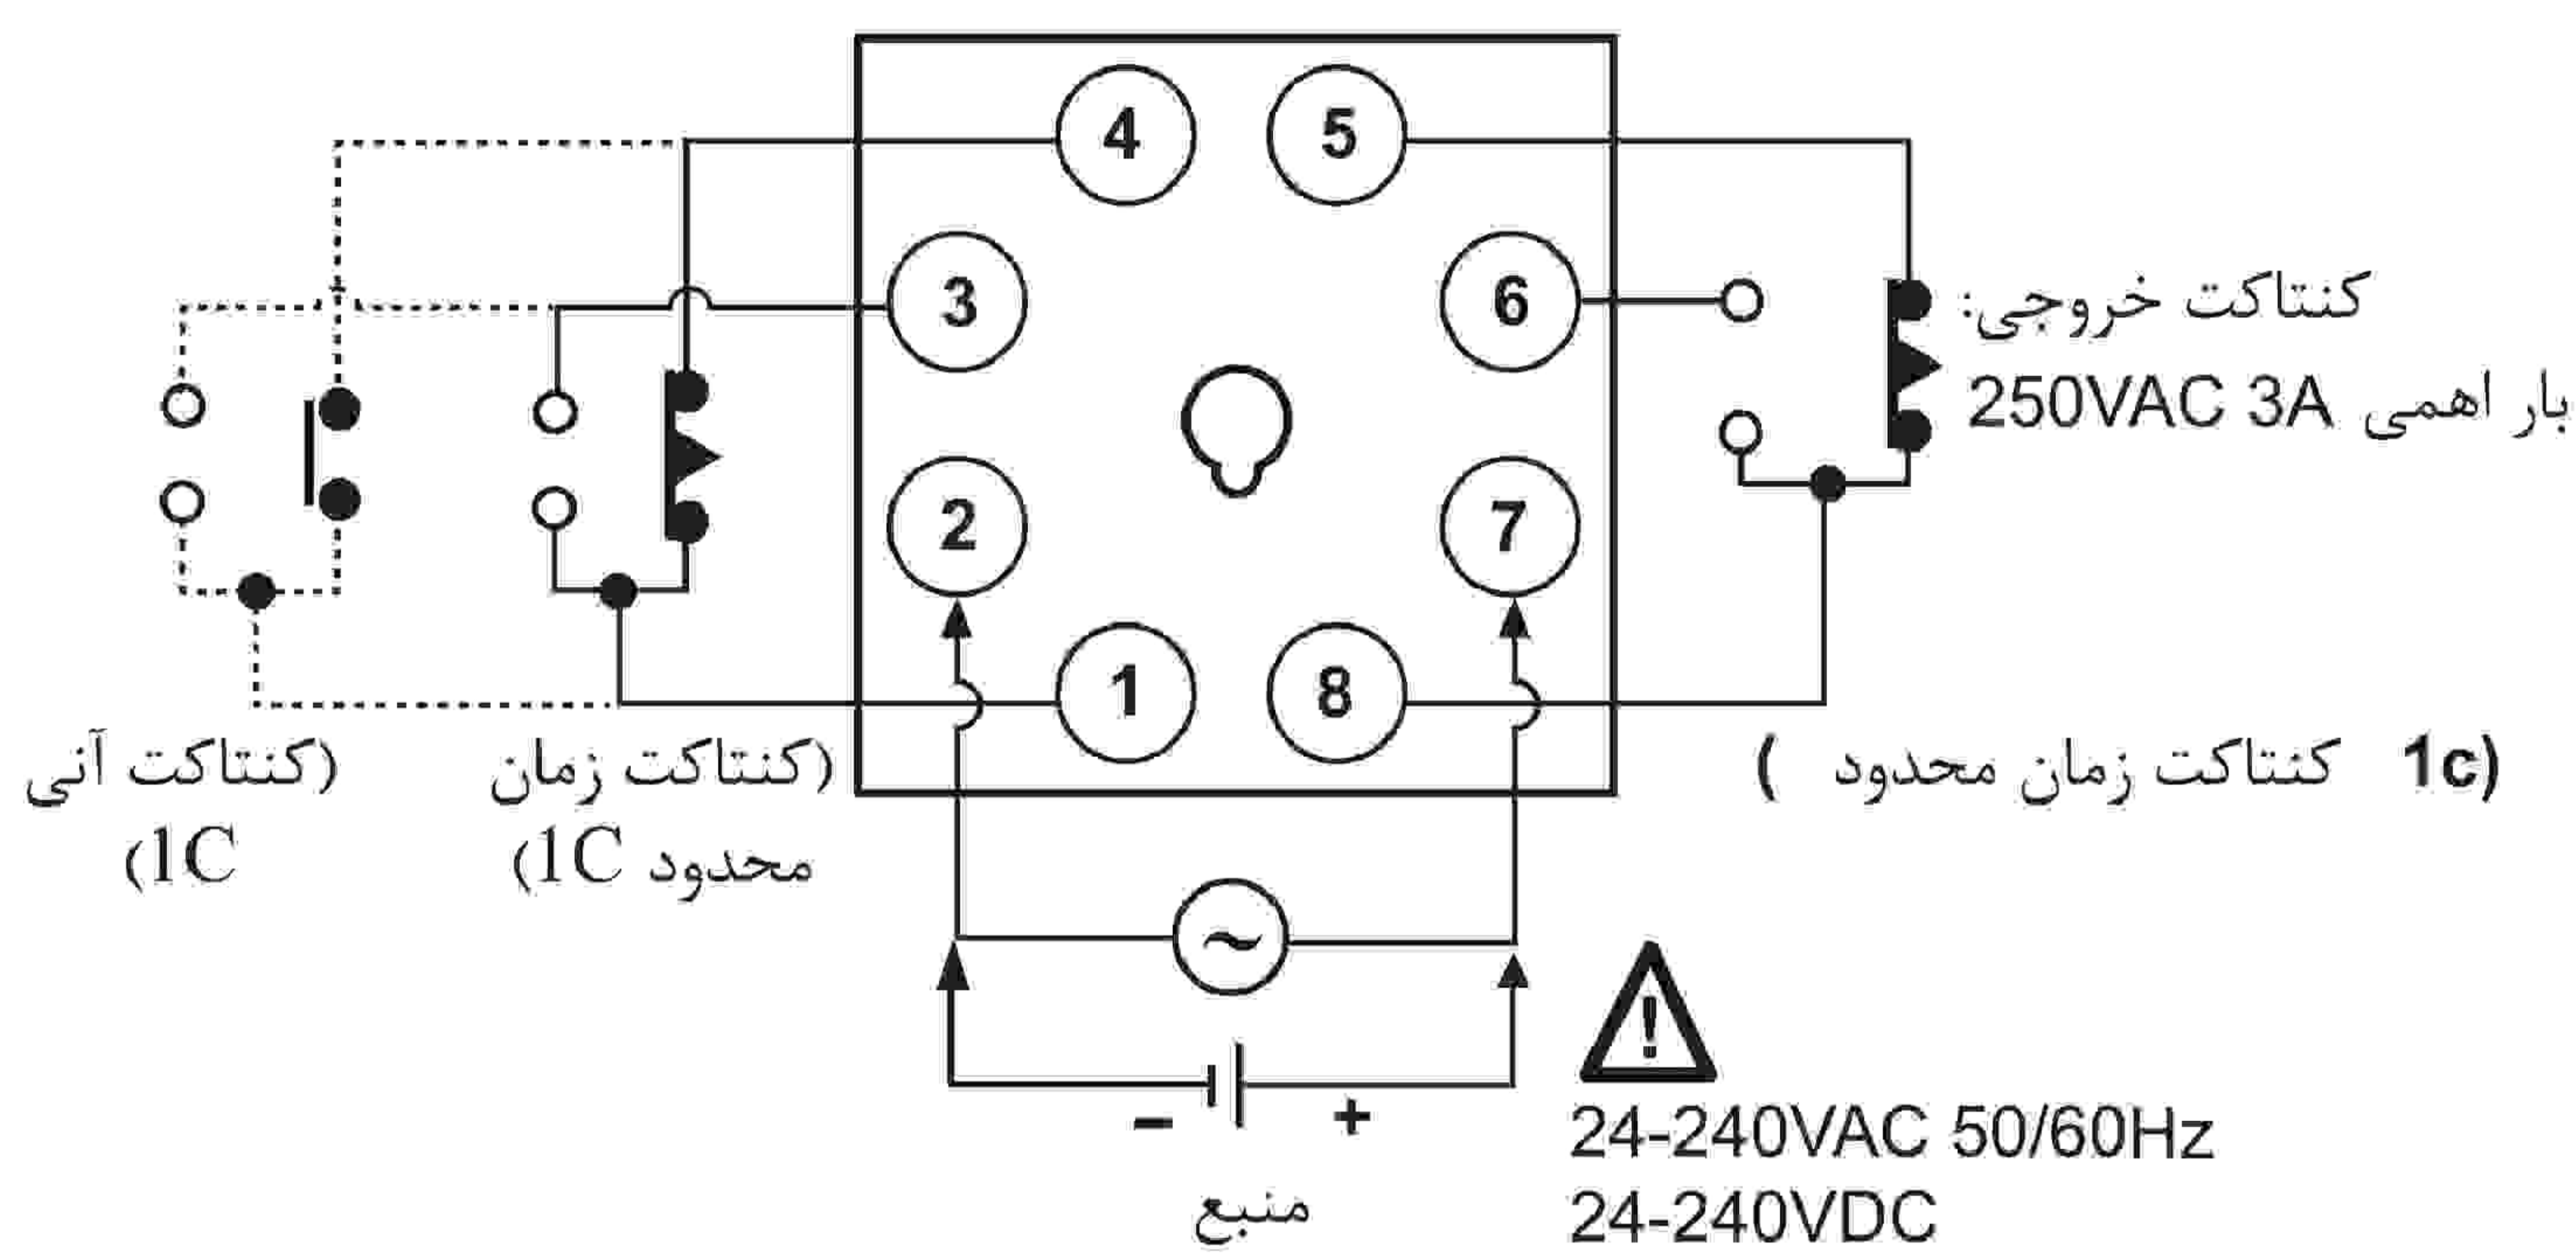 4
5
3
6
کنتاکت خروجی:
250VAC 3A بار اهمی
2
7
1
8
(کنتاکت آنی
1C)
(کنتاکت زمان
محدود 1C)
(1c کنتاکت زمان محدود )
~
!
− +
منبع
24-240VAC 50/60Hz
24-240VDC